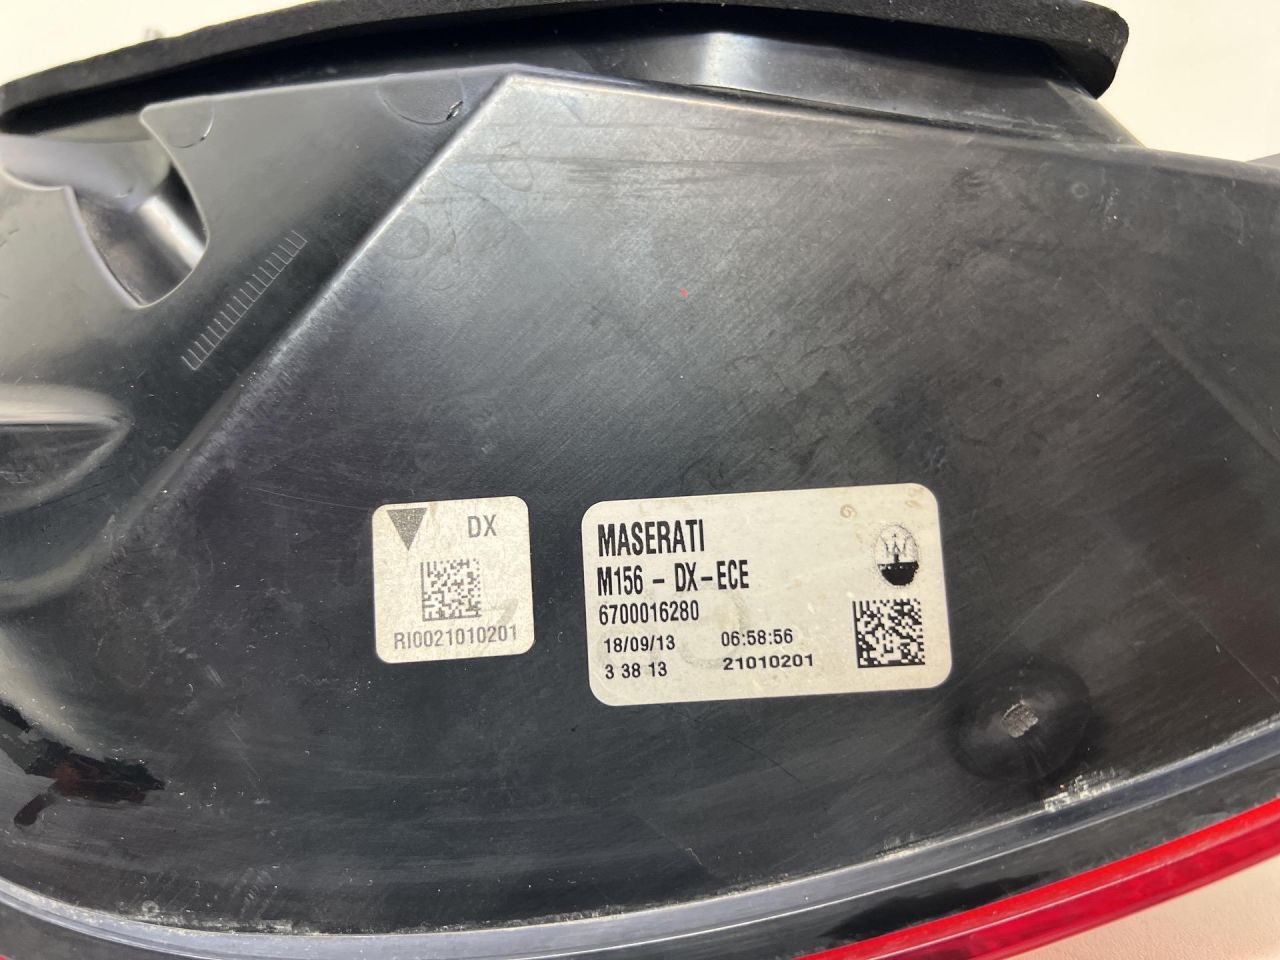 DX
RI0021010201
MASERATI
M156 - DX-ECE
6700016280
18/09/13 06:58:56
3 38 13 21010201